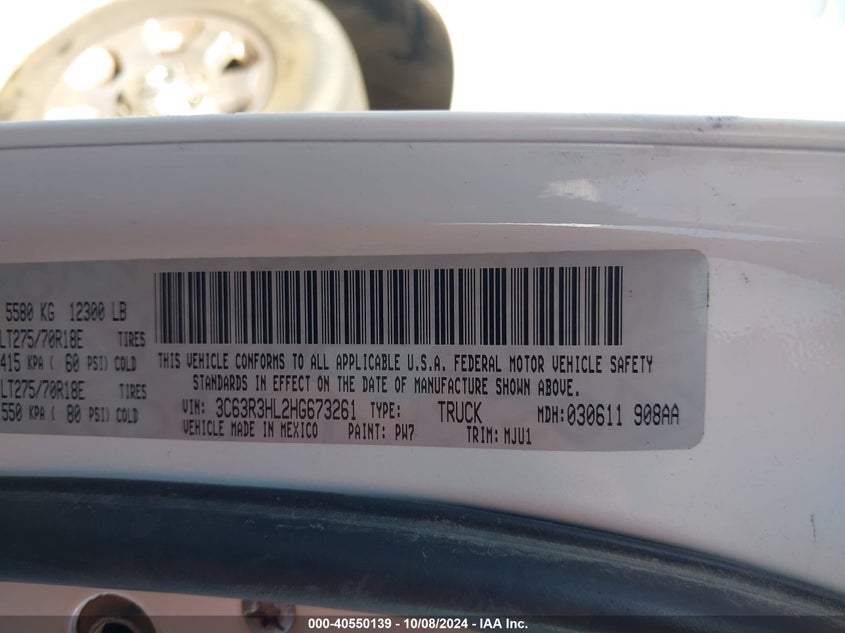 5580 KG 12300 LB
LT275/70R18E TIRES
415 KPA ( 60 PSI) COLD
LT275/70R18E TIRES
550 KPA ( 80 PSI) COLD
THIS VEHICLE CONFORMS TO ALL APPLICABLE U.S.A. FEDERAL MOTOR VEHICLE SAFETY
STANDARDS IN EFFECT ON THE DATE OF MANUFACTURE SHOWN ABOVE.
VIN: 3C63R3HL2HG673261 TYPE: TRUCK MDH: 030611 908AA
VEHICLE MADE IN MEXICO PAINT: PW7 TRIM: MJU1
000-40550139 - 10/08/2024 - IAA Inc.